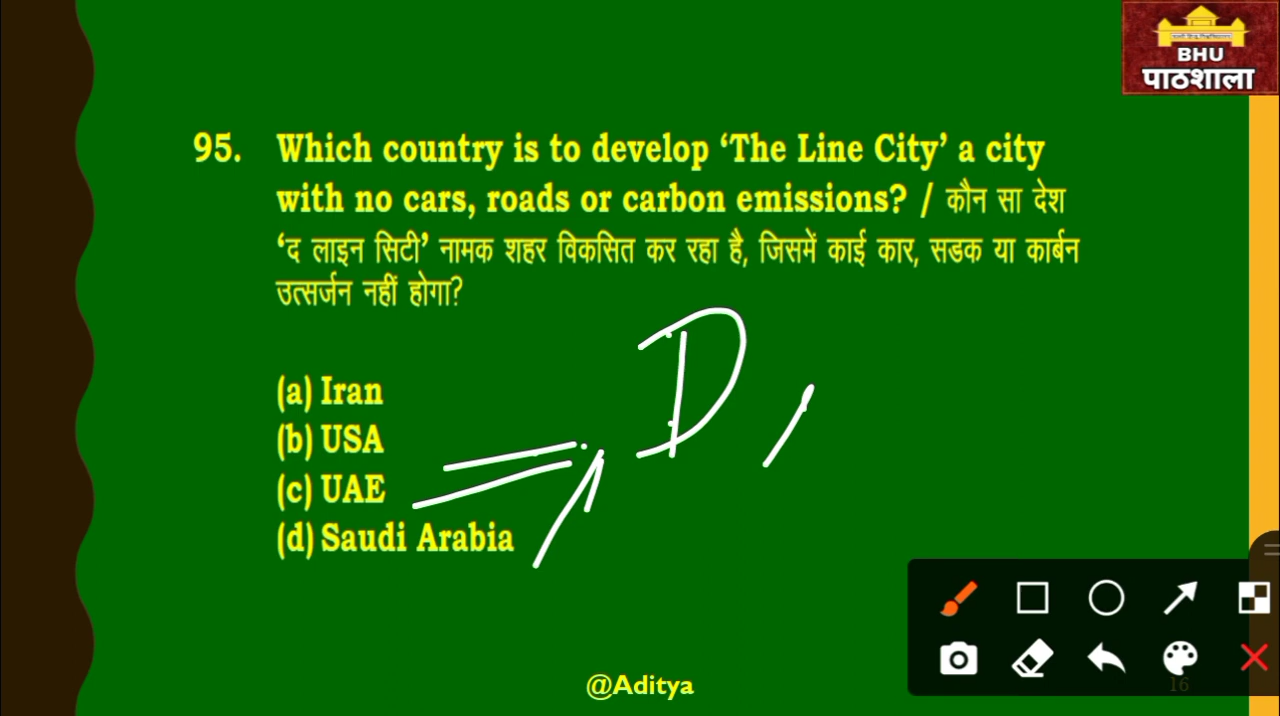 BHU
पाठशाला
95. Which country is to develop ‘The Line City’ a city
with no cars, roads or carbon emissions? / कौन सा देश
‘द लाइन सिटी’ नामक शहर विकसित कर रहा है, जिसमें काई कार, सडक या कार्बन
उत्सर्जन नहीं होगा?
D,
(a) Iran
(b) USA
(c) UAE
(d) Saudi Arabia
@Aditya
16